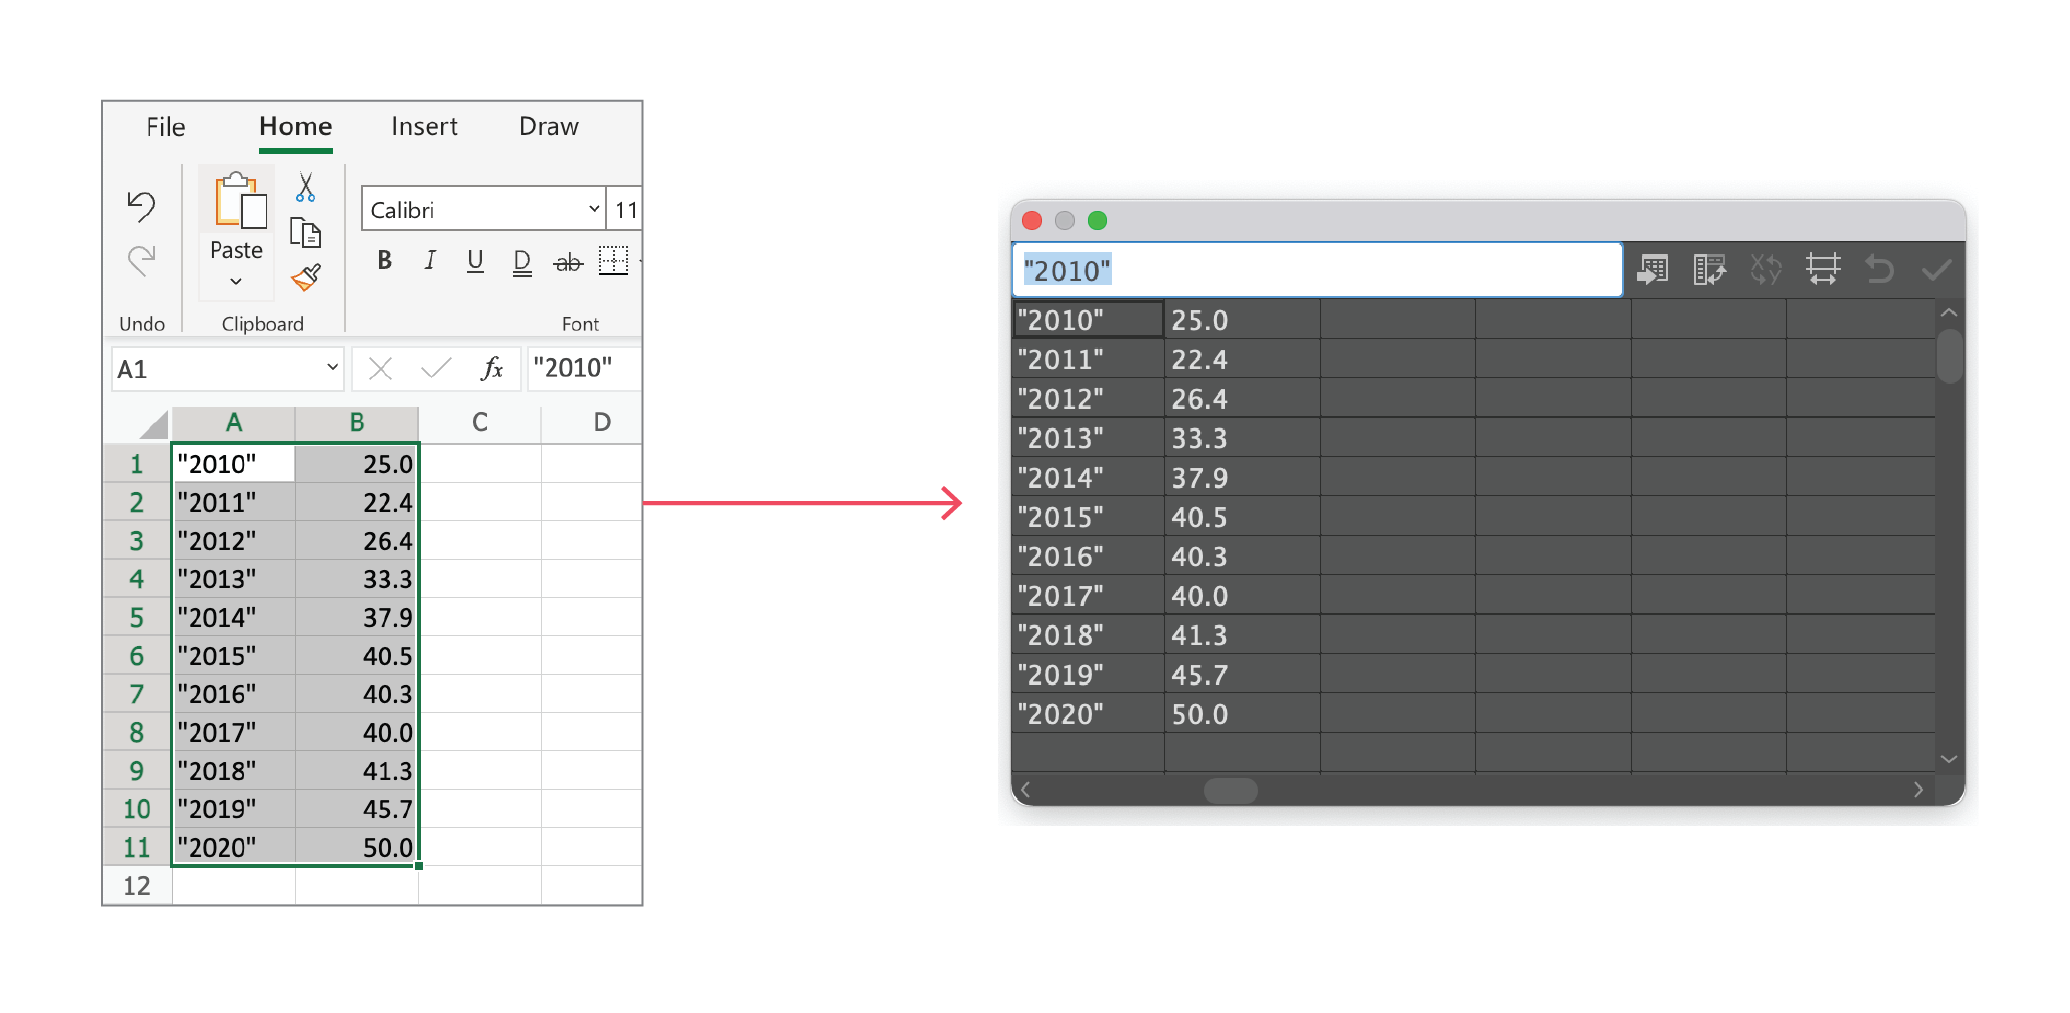 File Home Insert Draw
Calibri 11
Paste
B I U D ab
Undo Clipboard Font
A1 fx "2010"
A B C D
1 "2010" 25.0
2 "2011" 22.4
3 "2012" 26.4
4 "2013" 33.3
5 "2014" 37.9
6 "2015" 40.5
7 "2016" 40.3
8 "2017" 40.0
9 "2018" 41.3
10 "2019" 45.7
11 "2020" 50.0
12
"2010"
"2010" 25.0
"2011" 22.4
"2012" 26.4
"2013" 33.3
"2014" 37.9
"2015" 40.5
"2016" 40.3
"2017" 40.0
"2018" 41.3
"2019" 45.7
"2020" 50.0